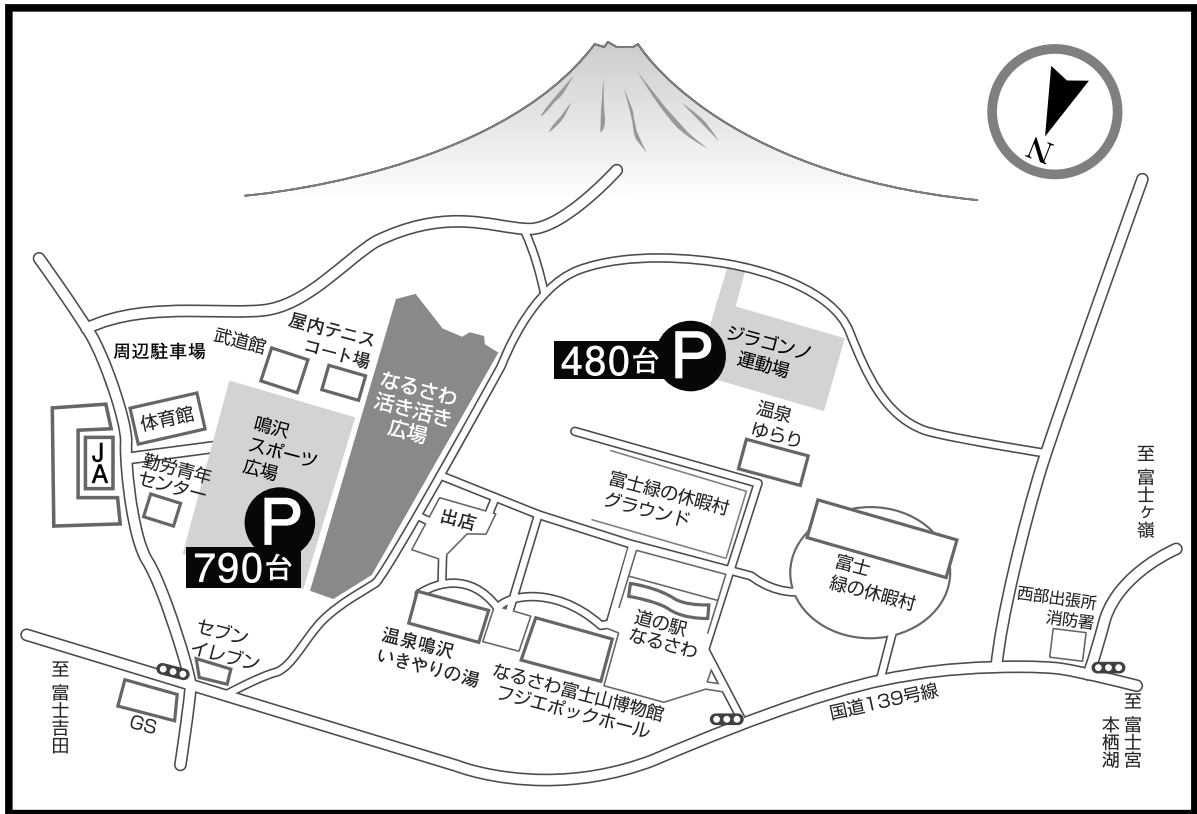 N
周辺駐車場
武道館
屋内テニス
コート場
体育館
JA
勤労青年
センター
鳴沢
スポーツ
広場
P
790台
なるさわ
活き活き
広場
480台
P
ジラゴンノ
運動場
温泉
ゆらり
富士緑の休暇村
グラウンド
出店
富士
緑の休暇村
道の駅
なるさわ
温泉鳴沢
いきやりの湯
なるさわ富士山博物館
フジエポックホール
セブン
イレブン
GS
至 富士吉田
国道139号線
西部出張所
消防署
至 富士ヶ嶺
至 富士宮
本栖湖